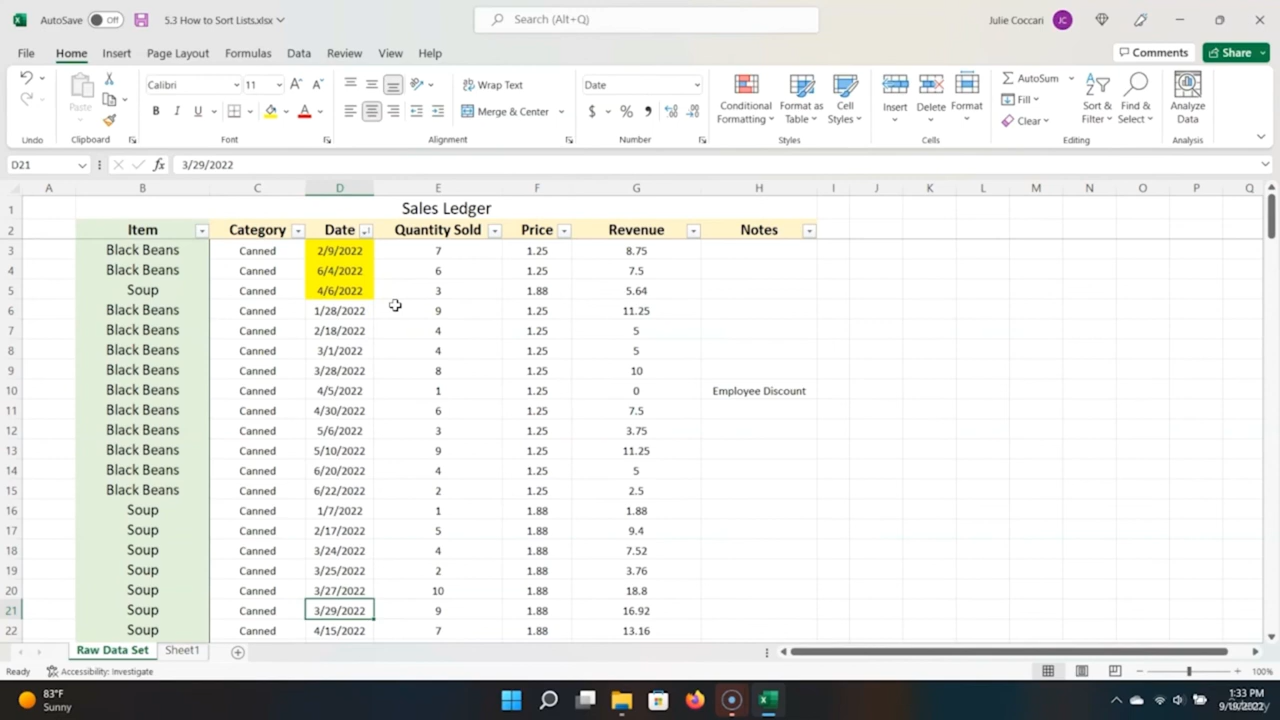 AutoSave Off 5.3 How to Sort Lists.xlsx Search (Alt+Q) Julie Coccari JC
File Home Insert Page Layout Formulas Data Review View Help Comments Share
Calibri 11 Wrap Text Date AutoSum
Paste B I U Merge & Center $ % Conditional Formatting Format as Table Cell Styles Insert Delete Format Fill Clear Sort & Filter Find & Select Analyze Data
Undo Clipboard Font Alignment Number Styles Cells Editing Analysis
D21 fx 3/29/2022
A B C D E F G H I J K L M N O P Q
1 Sales Ledger
2 Item Category Date Quantity Sold Price Revenue Notes
3 Black Beans Canned 2/9/2022 7 1.25 8.75
4 Black Beans Canned 6/4/2022 6 1.25 7.5
5 Soup Canned 4/6/2022 3 1.88 5.64
6 Black Beans Canned 1/28/2022 9 1.25 11.25
7 Black Beans Canned 2/18/2022 4 1.25 5
8 Black Beans Canned 3/1/2022 4 1.25 5
9 Black Beans Canned 3/28/2022 8 1.25 10
10 Black Beans Canned 4/5/2022 1 1.25 0 Employee Discount
11 Black Beans Canned 4/30/2022 6 1.25 7.5
12 Black Beans Canned 5/6/2022 3 1.25 3.75
13 Black Beans Canned 5/10/2022 9 1.25 11.25
14 Black Beans Canned 6/20/2022 4 1.25 5
15 Black Beans Canned 6/22/2022 2 1.25 2.5
16 Soup Canned 1/7/2022 1 1.88 1.88
17 Soup Canned 2/17/2022 5 1.88 9.4
18 Soup Canned 3/24/2022 4 1.88 7.52
19 Soup Canned 3/25/2022 2 1.88 3.76
20 Soup Canned 3/27/2022 10 1.88 18.8
21 Soup Canned 3/29/2022 9 1.88 16.92
22 Soup Canned 4/15/2022 7 1.88 13.16
Raw Data Set Sheet1
Ready Accessibility: Investigate 100%
83°F 1:33 PM
Sunny 9/19/2022